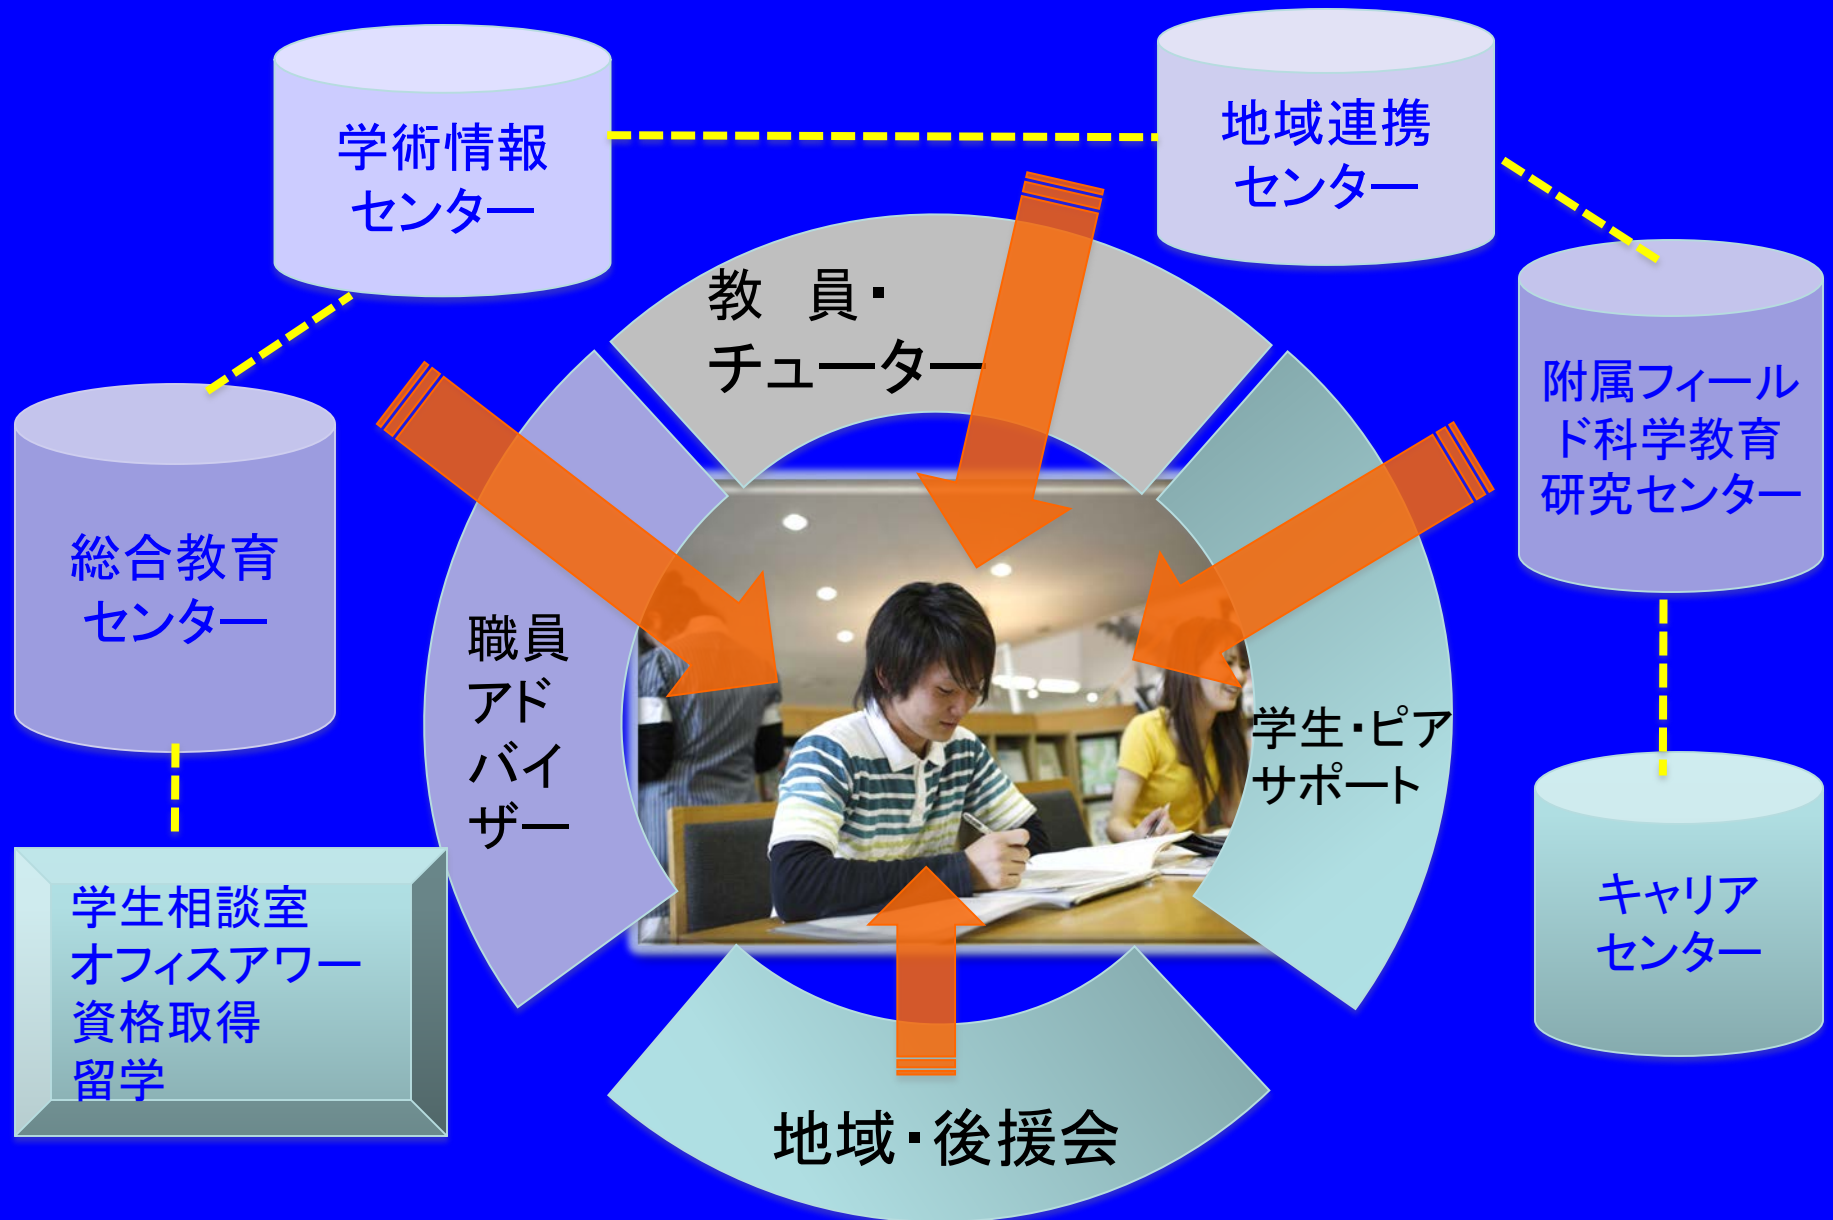 学術情報
センター
地域連携
センター
教　員・
チューター
附属フィール
ド科学教育
研究センター
総合教育
センター
職員
アド
バイ
ザー
学生・ピア
サポート
学生相談室
オフィスアワー
資格取得
留学
キャリア
センター
地域・後援会